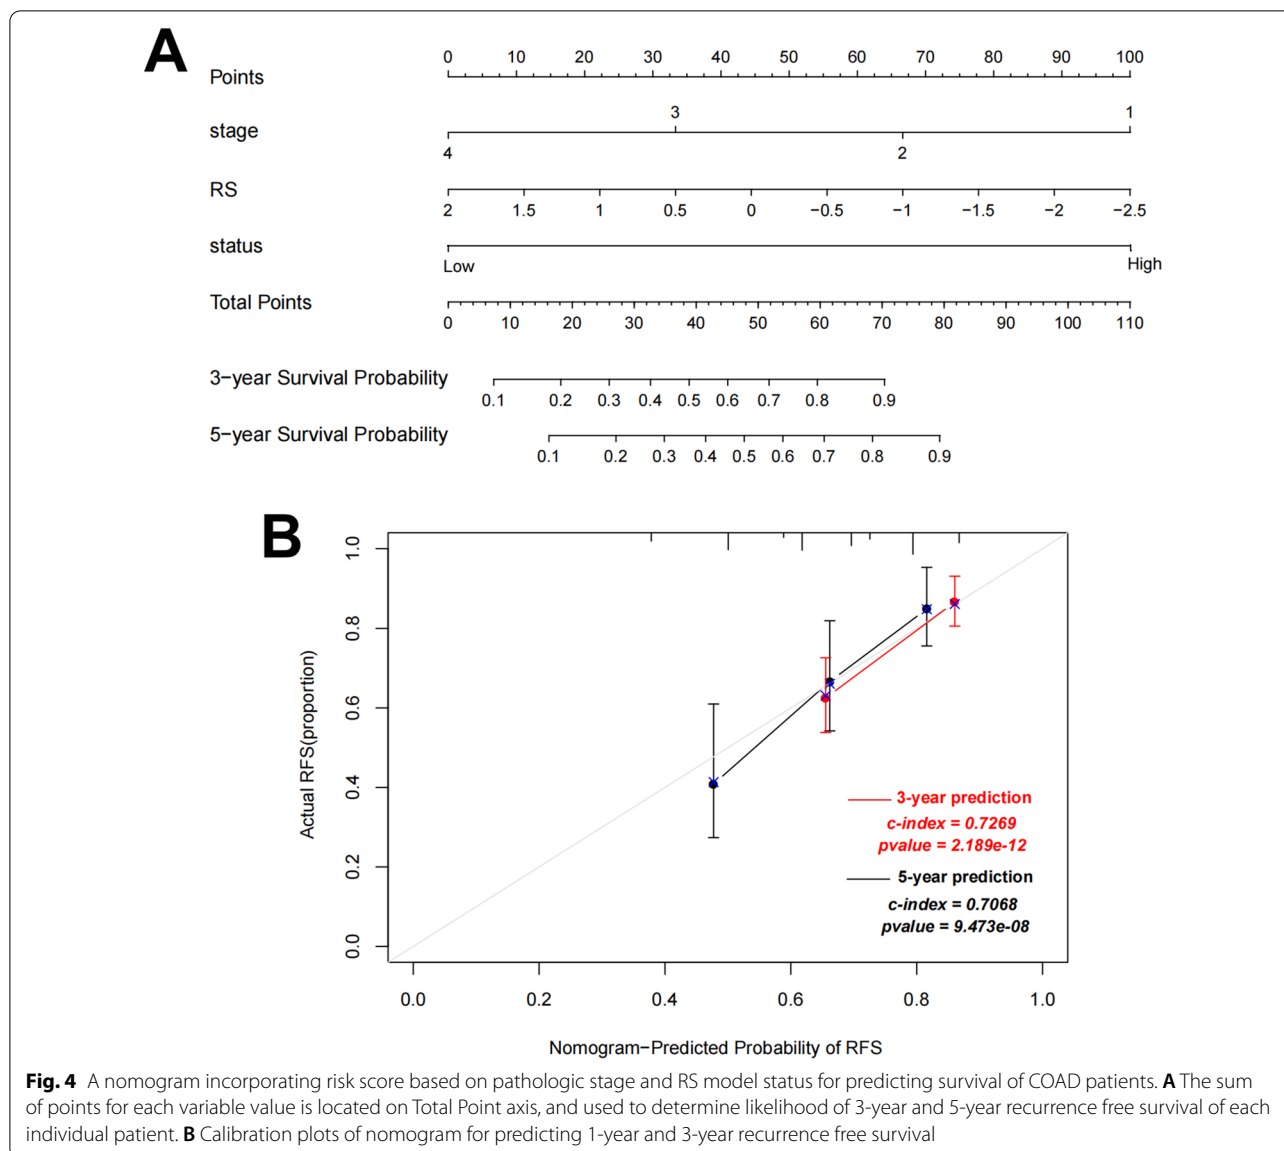 A
Points
0 10 20 30 40 50 60 70 80 90 100
stage
3 1
4 2
RS
2 1.5 1 0.5 0 −0.5 −1 −1.5 −2 −2.5
status
Low High
Total Points
0 10 20 30 40 50 60 70 80 90 100 110
3−year Survival Probability
0.1 0.2 0.3 0.4 0.5 0.6 0.7 0.8 0.9
5−year Survival Probability
0.1 0.2 0.3 0.4 0.5 0.6 0.7 0.8 0.9
B
Actual RFS(proportion)
1.0
0.8
0.6
0.4
0.2
0.0
3-year prediction
c-index = 0.7269
pvalue = 2.189e-12
5-year prediction
c-index = 0.7068
pvalue = 9.473e-08
0.0 0.2 0.4 0.6 0.8 1.0
Nomogram−Predicted Probability of RFS
Fig. 4 A nomogram incorporating risk score based on pathologic stage and RS model status for predicting survival of COAD patients. A The sum
of points for each variable value is located on Total Point axis, and used to determine likelihood of 3-year and 5-year recurrence free survival of each
individual patient. B Calibration plots of nomogram for predicting 1-year and 3-year recurrence free survival